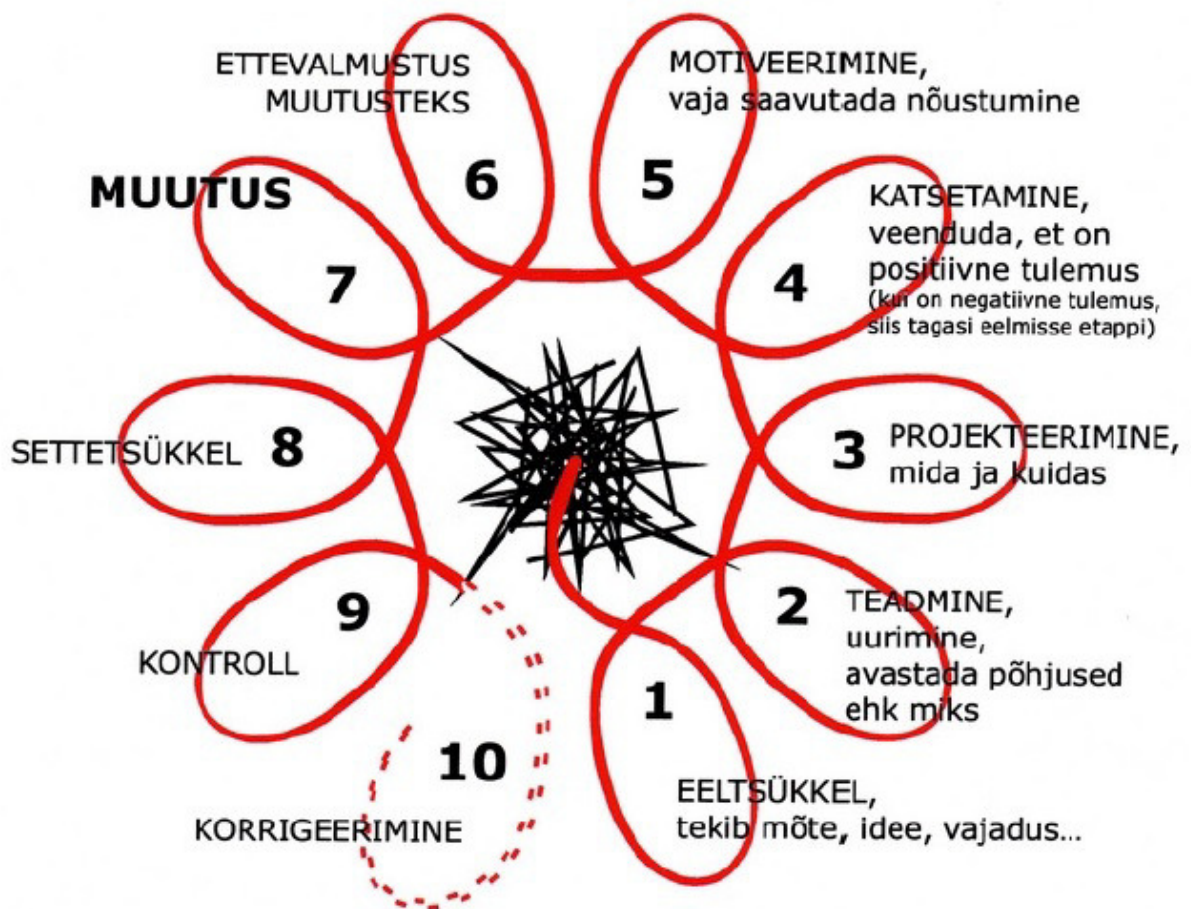 1
EELTSÜKKEL,
tekib mõte, idee, vajadus...
2
TEADMINE,
uurimine,
avastada põhjused
ehk miks
3
PROJEKTEERIMINE,
mida ja kuidas
4
KATSETAMINE,
veenduda, et on
positiivne tulemus
(kui on negatiivne tulemus,
siis tagasi eelmisse etappi)
5
MOTIVEERIMINE,
vaja saavutada nõustumine
6
ETTEVALMUSTUS
MUUTUSTEKS
7
MUUTUS
8
SETTETSÜKKEL
9
KONTROLL
10
KORRIGEERIMINE